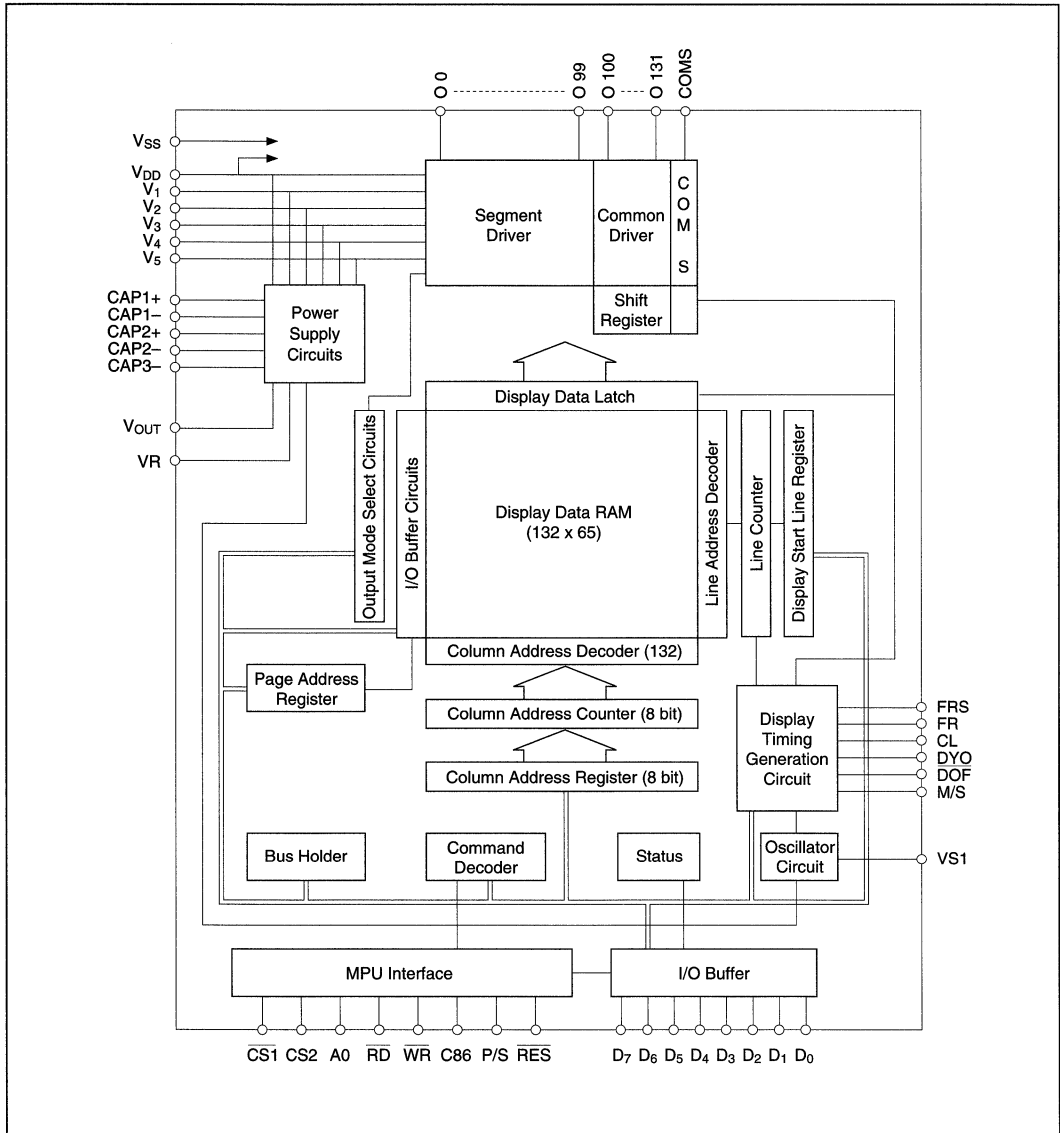 O 0
O 99
O 100
O 131
COMS
VSS
VDD
V1
V2
V3
V4
V5
CAP1+
CAP1–
CAP2+
CAP2–
CAP3–
VOUT
VR
Segment
Driver
Common
Driver
COM S
Shift
Register
Power
Supply
Circuits
Display Data Latch
Output Mode Select Circuits
I/O Buffer Circuits
Display Data RAM
(132 x 65)
Line Address Decoder
Line Counter
Display Start Line Register
Column Address Decoder (132)
Page Address
Register
Column Address Counter (8 bit)
Column Address Register (8 bit)
Display
Timing
Generation
Circuit
FRS
FR
CL
DYO
D̅O̅F̅
M/S
Bus Holder
Command
Decoder
Status
Oscillator
Circuit
VS1
MPU Interface
I/O Buffer
C̅S̅1̅ CS2 A0 R̅D̅ W̅R̅ C86 P/S R̅E̅S̅ D7 D6 D5 D4 D3 D2 D1 D0